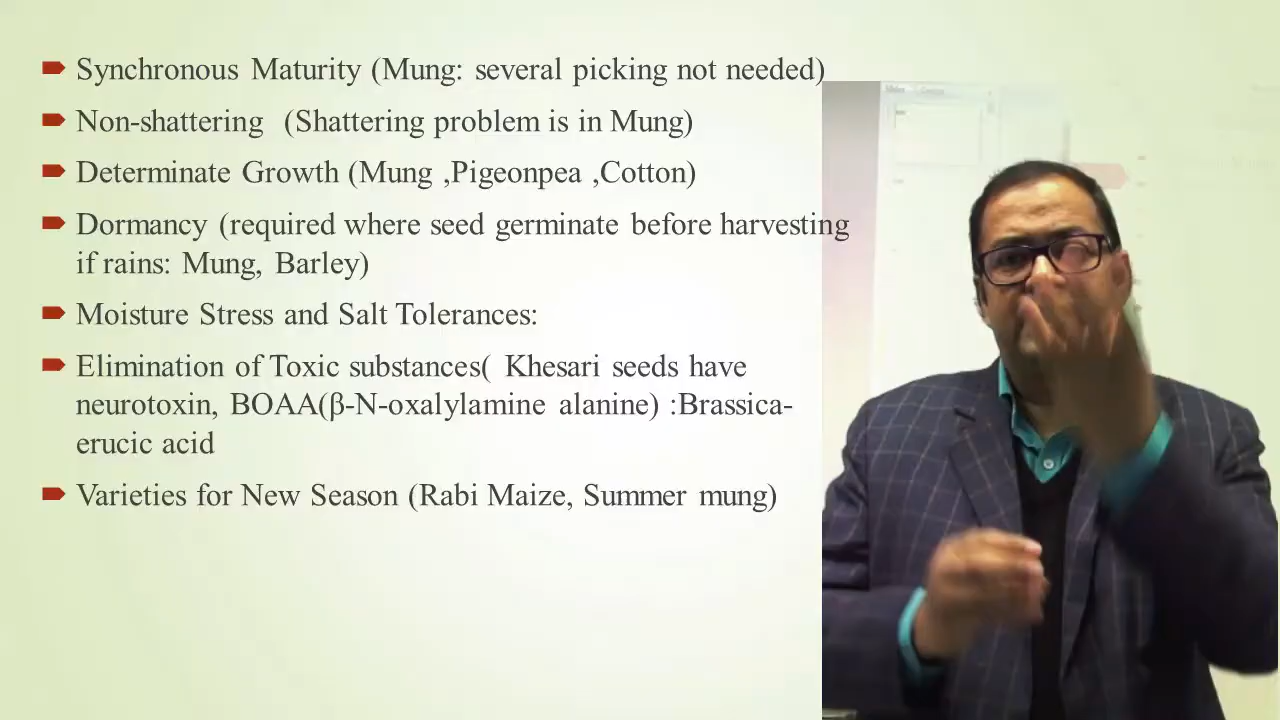 Synchronous Maturity (Mung: several picking not needed)
Non-shattering (Shattering problem is in Mung)
Determinate Growth (Mung ,Pigeonpea ,Cotton)
Dormancy (required where seed germinate before harvesting
if rains: Mung, Barley)
Moisture Stress and Salt Tolerances:
Elimination of Toxic substances( Khesari seeds have
neurotoxin, BOAA(β-N-oxalylamine alanine) :Brassica-
erucic acid
Varieties for New Season (Rabi Maize, Summer mung)